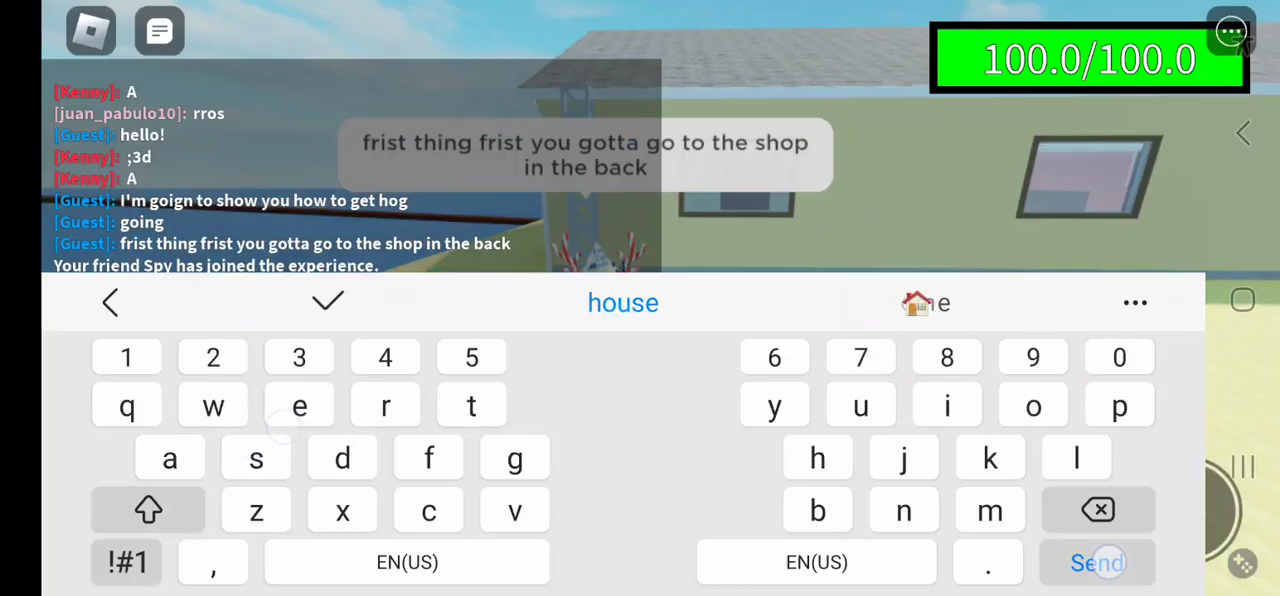 100.0/100.0
[Kenny]: A
[juan_pabulo10]: rros
[Guest]: hello!
[Kenny]: ;3d
[Kenny]: A
[Guest]: I'm goign to show you how to get hog
[Guest]: going
[Guest]: frist thing frist you gotta go to the shop in the back
Your friend Spy has joined the experience.
frist thing frist you gotta go to the shop
in the back
house
1 2 3 4 5 6 7 8 9 0
q w e r t y u i o p
a s d f g h j k l
z x c v b n m
!#1 , EN(US) EN(US) . Send